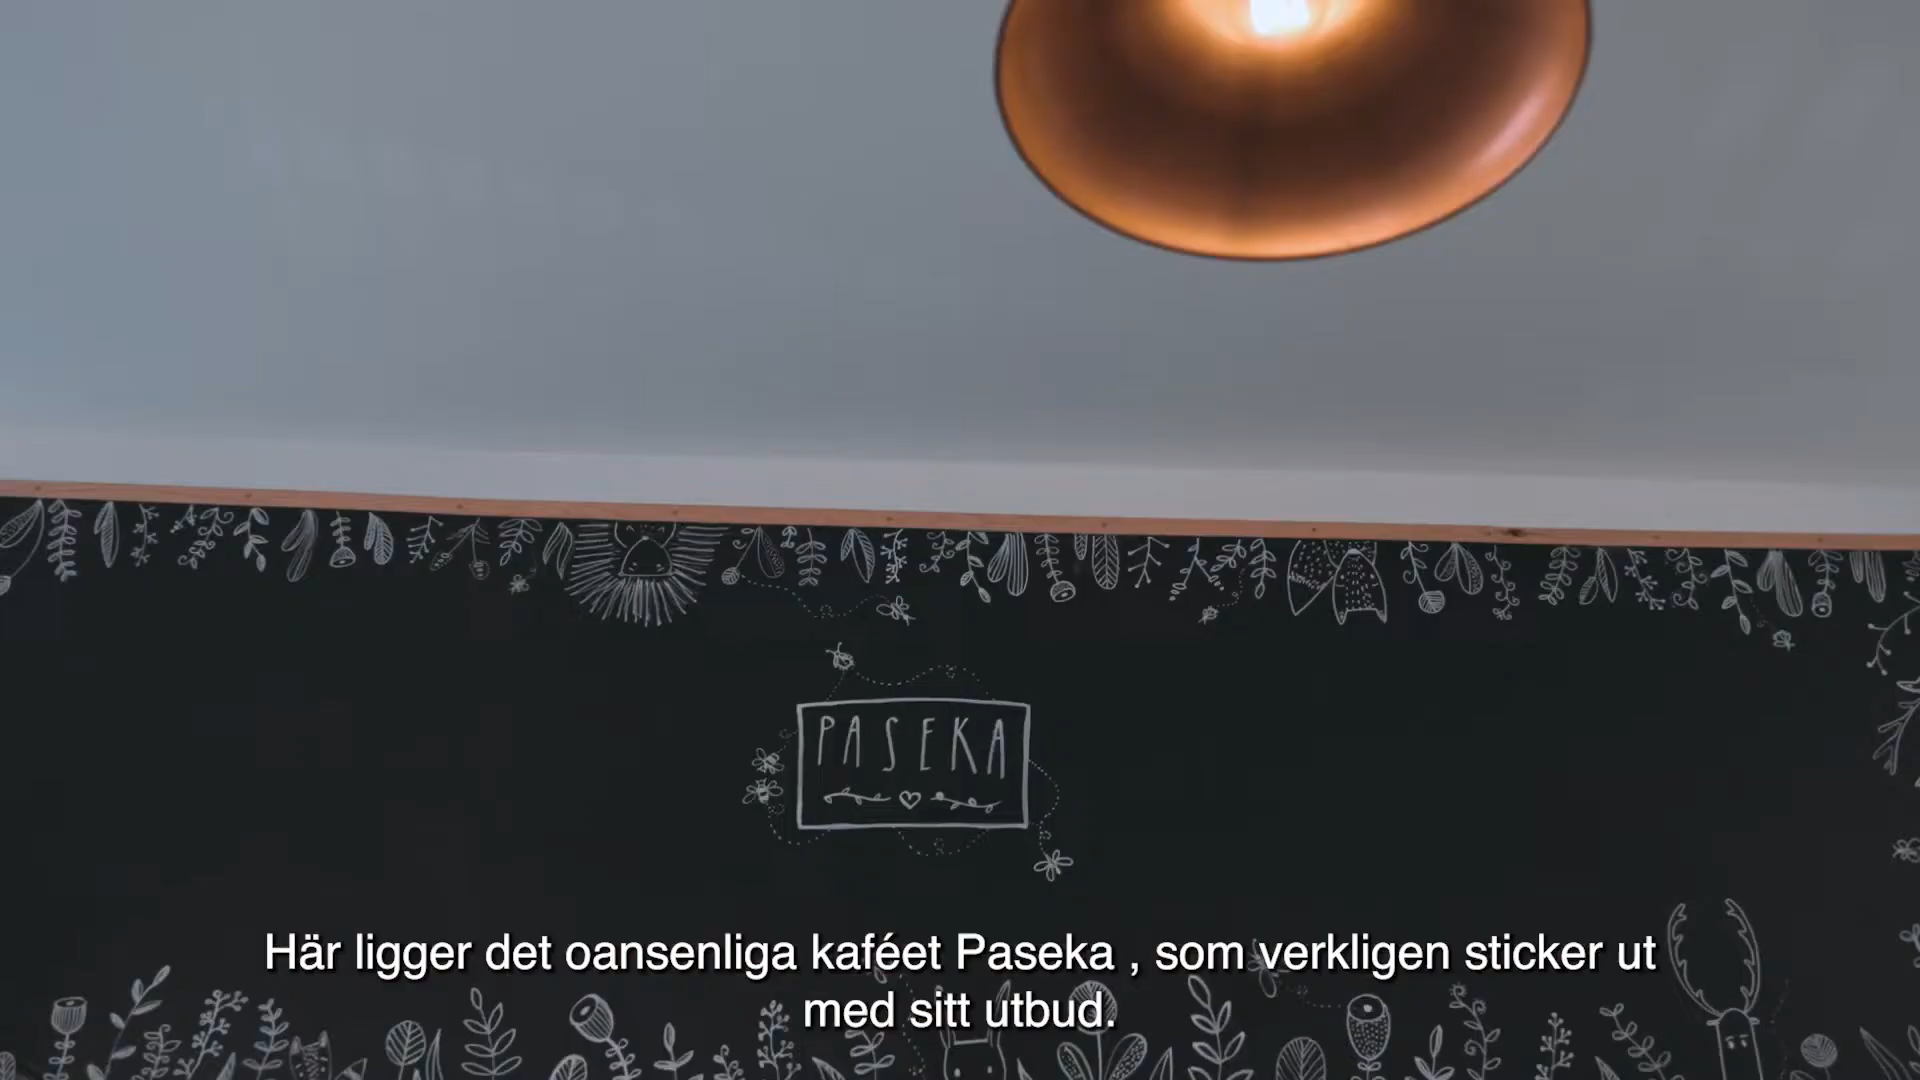 PASEKA
Här ligger det oansenliga kaféet Paseka , som verkligen sticker ut
med sitt utbud.